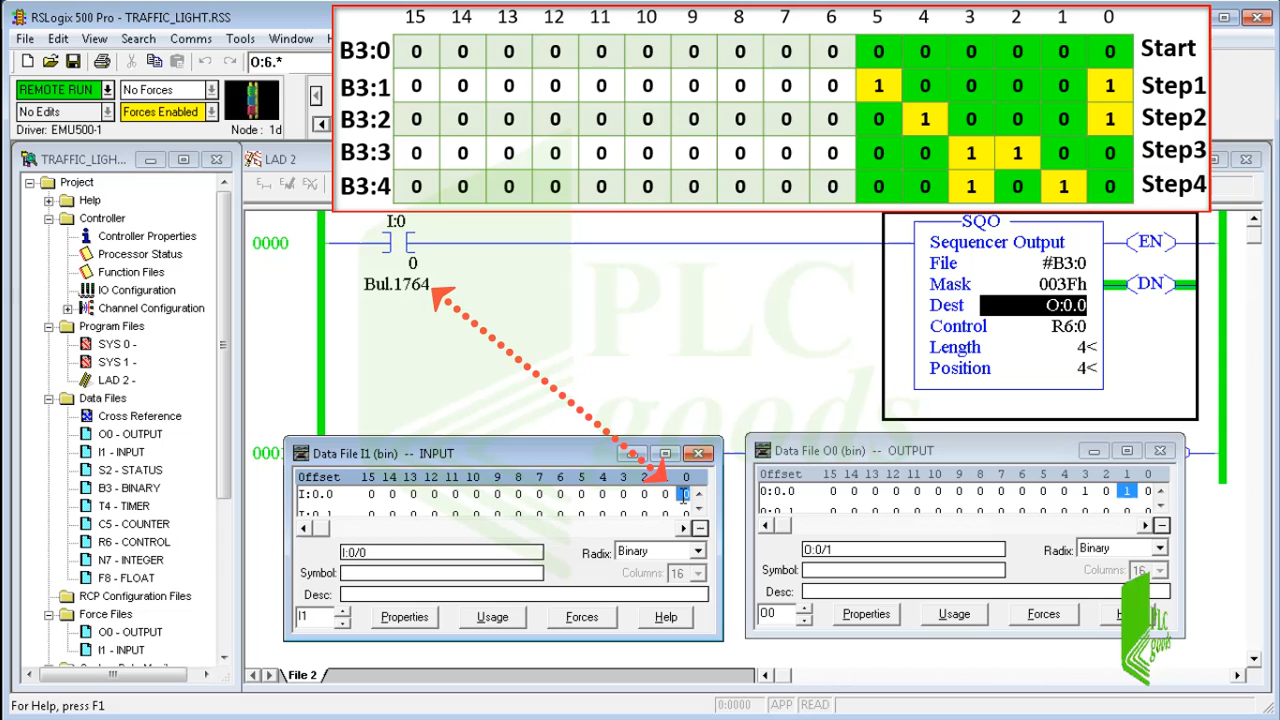 RSLogix 500 Pro - TRAFFIC_LIGHT.RSS
File Edit View Search Comms Tools Window
O:6.*
REMOTE RUN No Forces
No Edits Forces Enabled
Driver: EMU500-1 Node : 1d
15 14 13 12 11 10 9 8 7 6 5 4 3 2 1 0
B3:0 0 0 0 0 0 0 0 0 0 0 0 0 0 0 0 0 Start
B3:1 0 0 0 0 0 0 0 0 0 0 1 0 0 0 0 1 Step1
B3:2 0 0 0 0 0 0 0 0 0 0 0 1 0 0 0 1 Step2
B3:3 0 0 0 0 0 0 0 0 0 0 0 0 1 1 0 0 Step3
B3:4 0 0 0 0 0 0 0 0 0 0 0 0 1 0 1 0 Step4
TRAFFIC_LIGH...
Project
Help
Controller
Controller Properties
Processor Status
Function Files
IO Configuration
Channel Configuration
Program Files
SYS 0 -
SYS 1 -
LAD 2 -
Data Files
Cross Reference
O0 - OUTPUT
I1 - INPUT
S2 - STATUS
B3 - BINARY
T4 - TIMER
C5 - COUNTER
R6 - CONTROL
N7 - INTEGER
F8 - FLOAT
RCP Configuration Files
Force Files
O0 - OUTPUT
I1 - INPUT
LAD 2
0000
I:0
0
Bul.1764
SQO
Sequencer Output
File #B3:0
Mask 003Fh
Dest O:0.0
Control R6:0
Length 4<
Position 4<
EN
DN
PLC
goods
Data File I1 (bin) -- INPUT
Offset 15 14 13 12 11 10 9 8 7 6 5 4 3 2 0
I:0.0 0 0 0 0 0 0 0 0 0 0 0 0 0 0 0 0
I:0/0 Radix: Binary
Symbol: Columns: 16
Desc:
I1 Properties Usage Forces Help
Data File O0 (bin) -- OUTPUT
Offset 15 14 13 12 11 10 9 8 7 6 5 4 3 2 1 0
O:0.0 0 0 0 0 0 0 0 0 0 0 0 0 1 0 1 0
O:0/1 Radix: Binary
Symbol: Columns: 16
Desc:
O0 Properties Usage Forces
PLC
goods
File 2
For Help, press F1
0:0000 APP READ